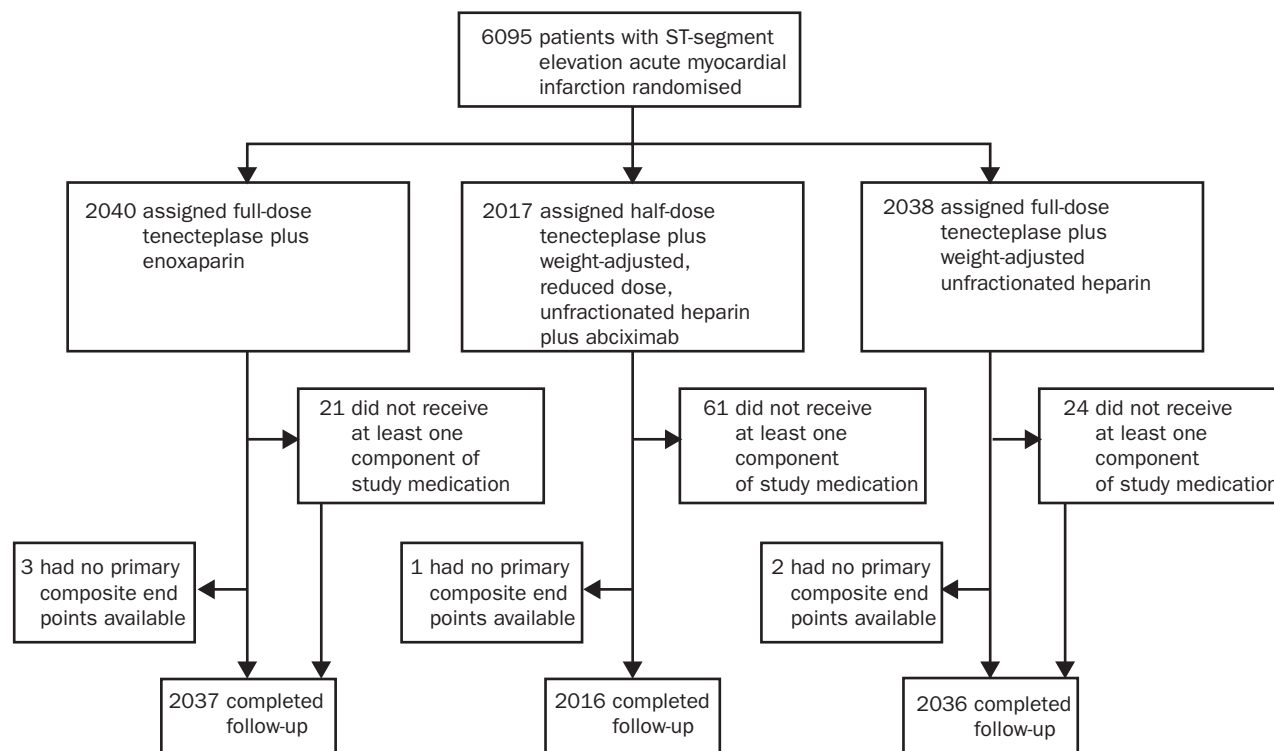 6095 patients with ST-segment
elevation acute myocardial
infarction randomised
2040 assigned full-dose
tenecteplase plus
enoxaparin
2017 assigned half-dose
tenecteplase plus
weight-adjusted,
reduced dose,
unfractionated heparin
plus abciximab
2038 assigned full-dose
tenecteplase plus
weight-adjusted
unfractionated heparin
21 did not receive
at least one
component of
study medication
61 did not receive
at least one
component
of study medication
24 did not receive
at least one
component
of study medication
3 had no primary
composite end
points available
1 had no primary
composite end
points available
2 had no primary
composite end
points available
2037 completed
follow-up
2016 completed
follow-up
2036 completed
follow-up